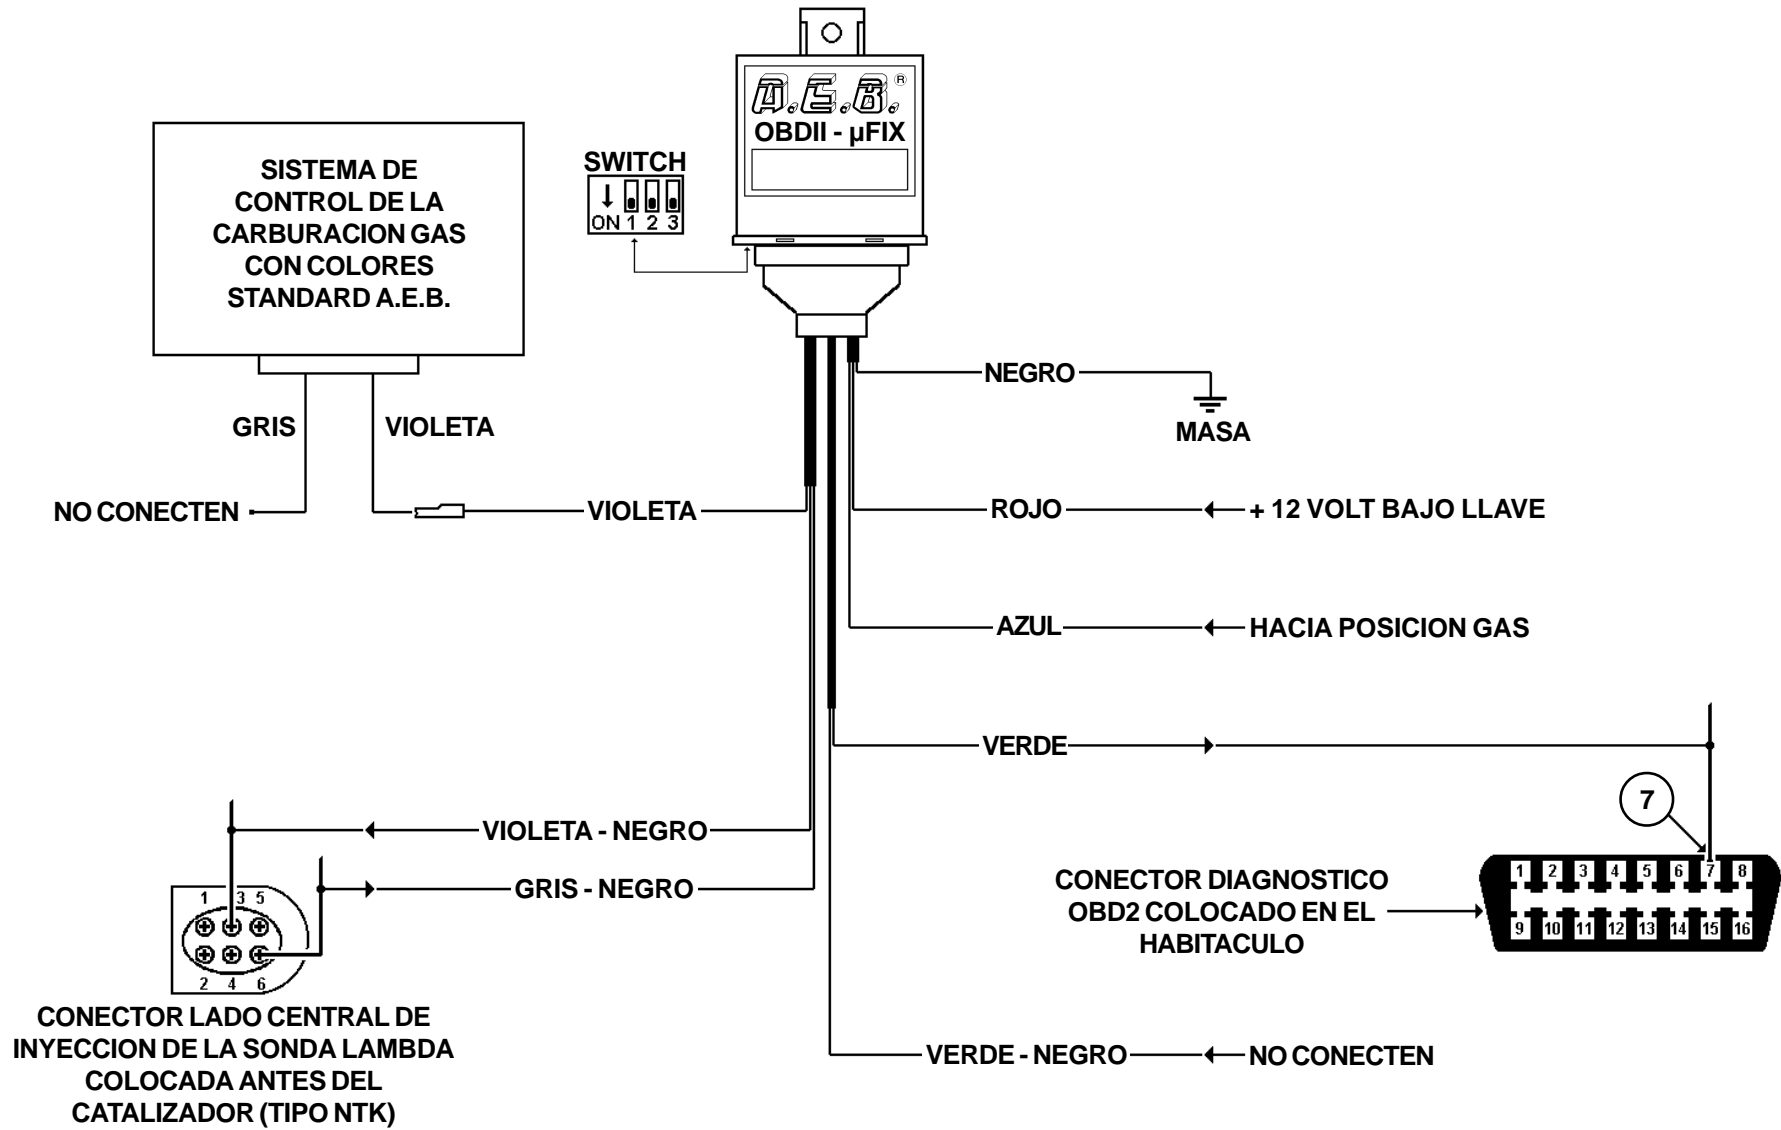 A.E.B.®
OBDII - µFIX
SWITCH
ON 1 2 3
SISTEMA DE
CONTROL DE LA
CARBURACION GAS
CON COLORES
STANDARD A.E.B.
GRIS
VIOLETA
NEGRO
MASA
NO CONECTEN
VIOLETA
ROJO
+ 12 VOLT BAJO LLAVE
AZUL
HACIA POSICION GAS
VERDE
7
VIOLETA - NEGRO
GRIS - NEGRO
1 3 5
2 4 6
CONECTOR LADO CENTRAL DE
INYECCION DE LA SONDA LAMBDA
COLOCADA ANTES DEL
CATALIZADOR (TIPO NTK)
CONECTOR DIAGNOSTICO
OBD2 COLOCADO EN EL
HABITACULO
1 2 3 4 5 6 7 8
9 10 11 12 13 14 15 16
VERDE - NEGRO
NO CONECTEN